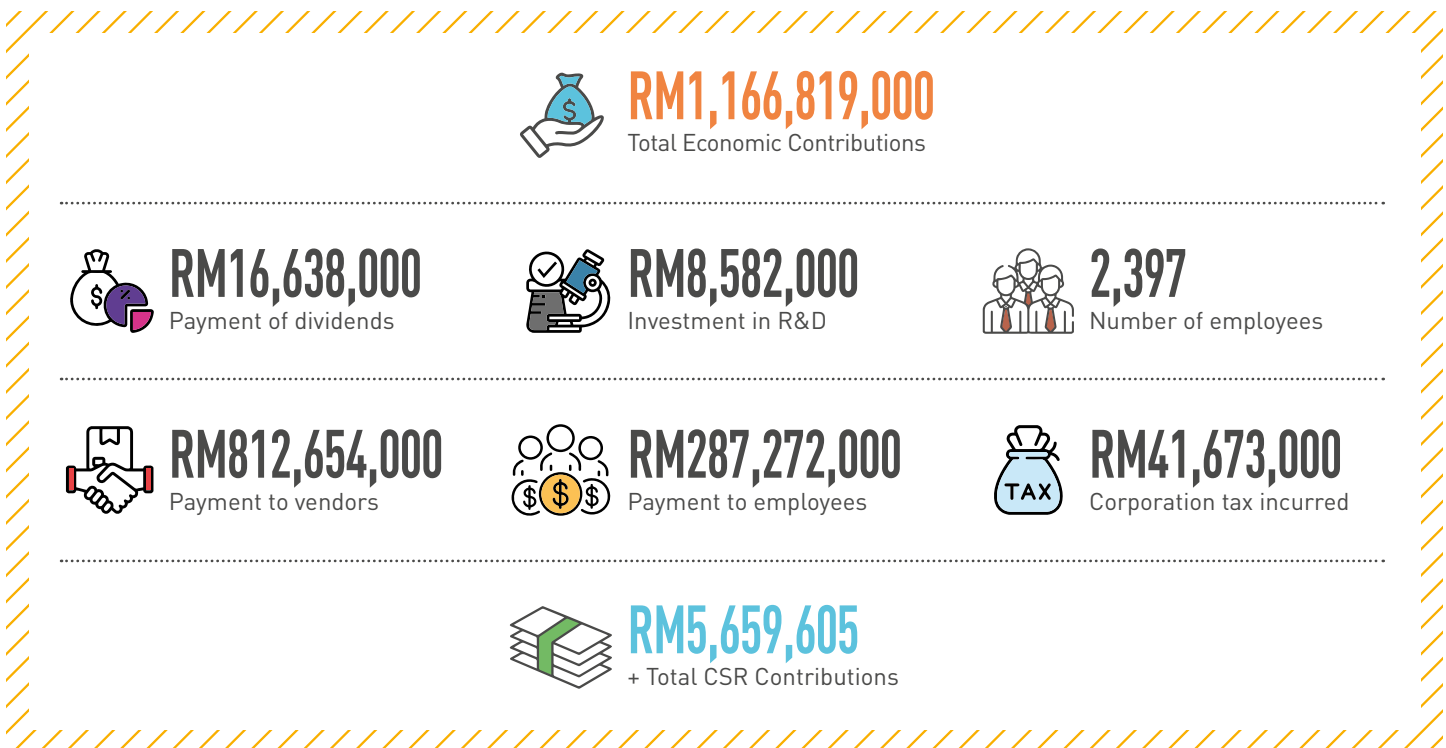 RM1,166,819,000
Total Economic Contributions
RM16,638,000
Payment of dividends
RM8,582,000
Investment in R&D
2,397
Number of employees
RM812,654,000
Payment to vendors
RM287,272,000
Payment to employees
TAX
RM41,673,000
Corporation tax incurred
RM5,659,605
+ Total CSR Contributions